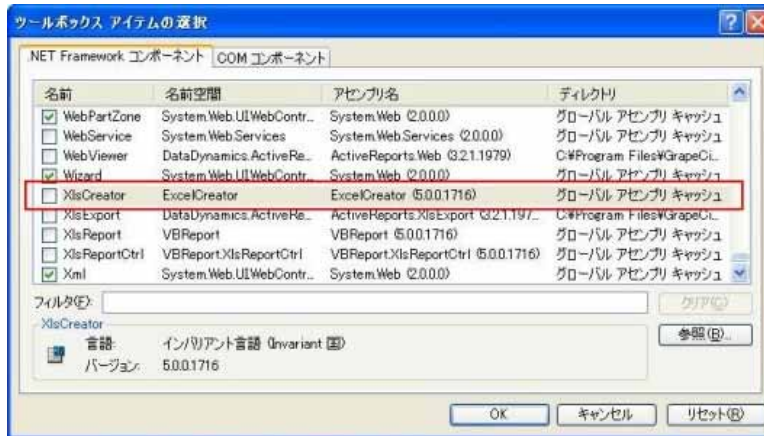 ツールボックス アイテムの選択
.NET Framework コンポーネント COM コンポーネント
名前 名前空間 アセンブリ名 ディレクトリ
WebPartZone System.Web.UIWebContr... System.Web (2.0.0.0) グローバル アセンブリ キャッシュ
WebService System.Web.Services System.Web.Services (2.0.0.0) グローバル アセンブリ キャッシュ
WebViewer DataDynamics.ActiveRe... ActiveReports.Web (3.2.1.1979) C:¥Program Files¥GrapeCi...
Wizard System.Web.UIWebContr... System.Web (2.0.0.0) グローバル アセンブリ キャッシュ
XlsCreator ExcelCreator ExcelCreator (5.0.0.1716) グローバル アセンブリ キャッシュ
XlsExport DataDynamics.ActiveRe... ActiveReports.XlsExport (3.2.1.197... C:¥Program Files¥GrapeCi...
XlsReport VBReport VBReport (5.0.0.1716) グローバル アセンブリ キャッシュ
XlsReportCtrl VBReport.XlsReportCtrl VBReport.XlsReportCtrl (5.0.0.1716) グローバル アセンブリ キャッシュ
Xml System.Web.UIWebContr... System.Web (2.0.0.0) グローバル アセンブリ キャッシュ
フィルタ(F):
クリア(C)
XlsCreator
参照(B)...
言語: インバリアント言語 (Invariant 国)
バージョン: 5.0.0.1716
OK キャンセル リセット(R)